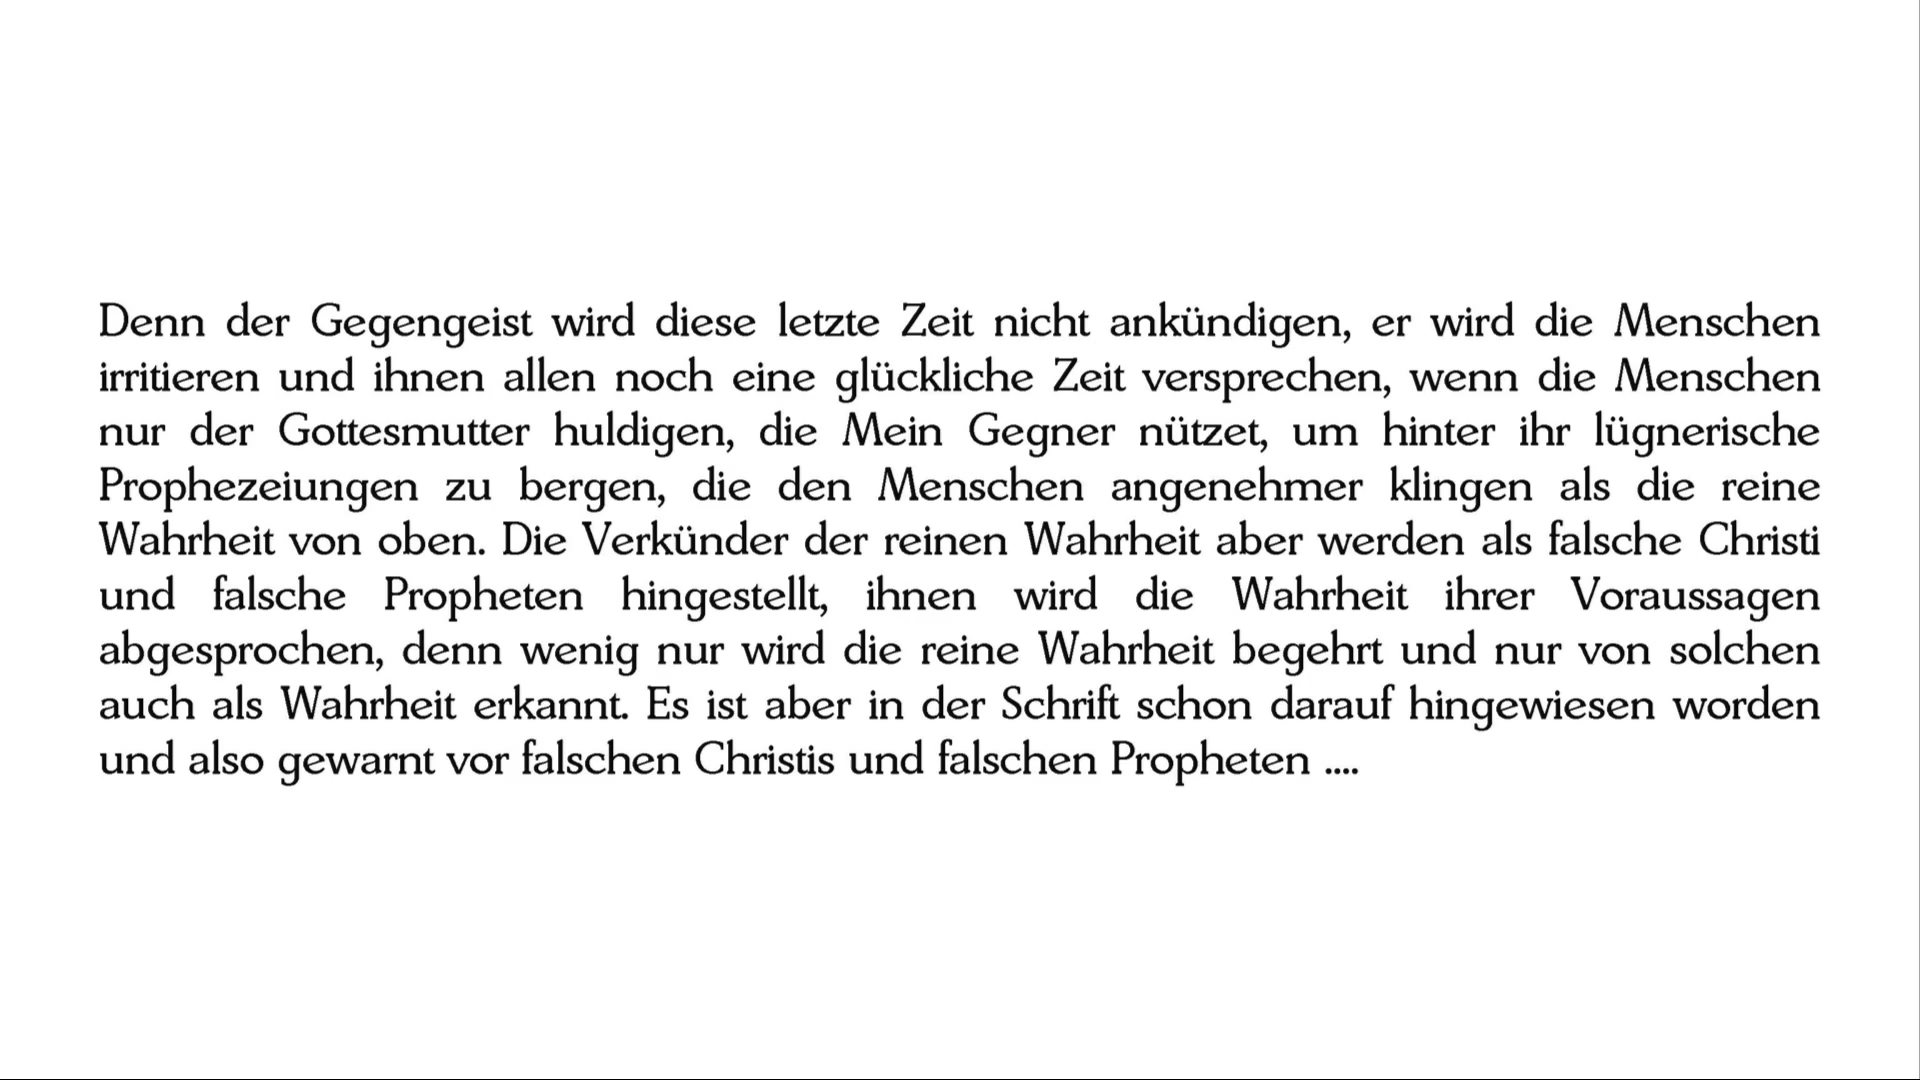 Denn der Gegengeist wird diese letzte Zeit nicht ankündigen, er wird die Menschen
irritieren und ihnen allen noch eine glückliche Zeit versprechen, wenn die Menschen
nur der Gottesmutter huldigen, die Mein Gegner nützet, um hinter ihr lügnerische
Prophezeiungen zu bergen, die den Menschen angenehmer klingen als die reine
Wahrheit von oben. Die Verkünder der reinen Wahrheit aber werden als falsche Christi
und falsche Propheten hingestellt, ihnen wird die Wahrheit ihrer Voraussagen
abgesprochen, denn wenig nur wird die reine Wahrheit begehrt und nur von solchen
auch als Wahrheit erkannt. Es ist aber in der Schrift schon darauf hingewiesen worden
und also gewarnt vor falschen Christis und falschen Propheten ....